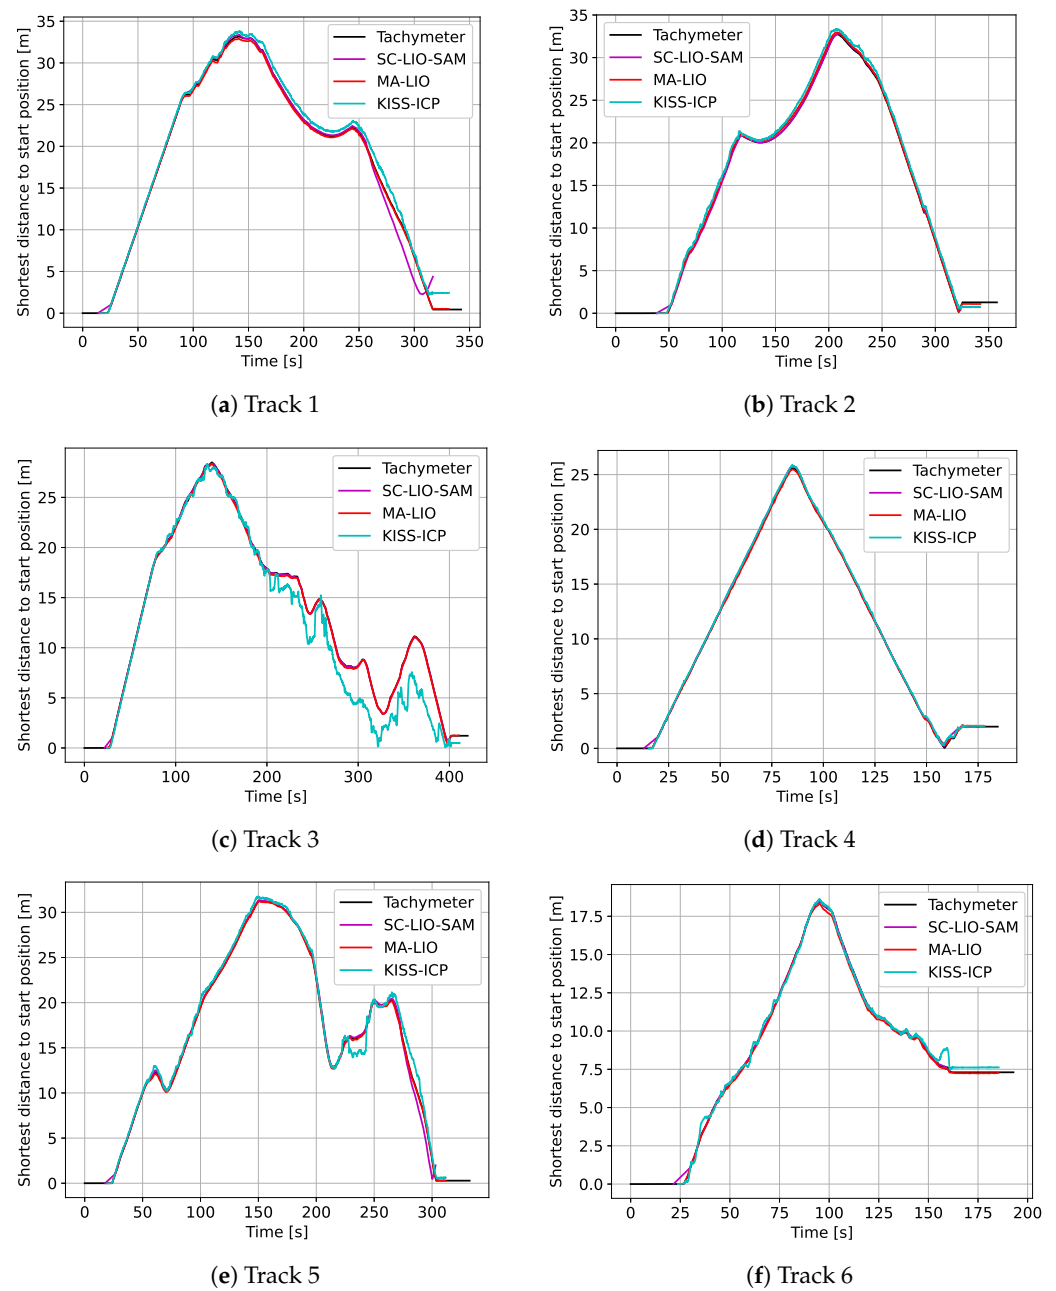 Shortest distance to start position [m]
35
30
25
20
15
10
5
0
Tachymeter
SC-LIO-SAM
MA-LIO
KISS-ICP
0 50 100 150 200 250 300 350
Time [s]
(a) Track 1
Shortest distance to start position [m]
35
30
25
20
15
10
5
0
Tachymeter
SC-LIO-SAM
MA-LIO
KISS-ICP
0 50 100 150 200 250 300 350
Time [s]
(b) Track 2
Shortest distance to start position [m]
25
20
15
10
5
0
Tachymeter
SC-LIO-SAM
MA-LIO
KISS-ICP
0 100 200 300 400
Time [s]
(c) Track 3
Shortest distance to start position [m]
25
20
15
10
5
0
Tachymeter
SC-LIO-SAM
MA-LIO
KISS-ICP
0 25 50 75 100 125 150 175
Time [s]
(d) Track 4
Shortest distance to start position [m]
30
25
20
15
10
5
0
Tachymeter
SC-LIO-SAM
MA-LIO
KISS-ICP
0 50 100 150 200 250 300
Time [s]
(e) Track 5
Shortest distance to start position [m]
17.5
15.0
12.5
10.0
7.5
5.0
2.5
0.0
Tachymeter
SC-LIO-SAM
MA-LIO
KISS-ICP
0 25 50 75 100 125 150 175 200
Time [s]
(f) Track 6